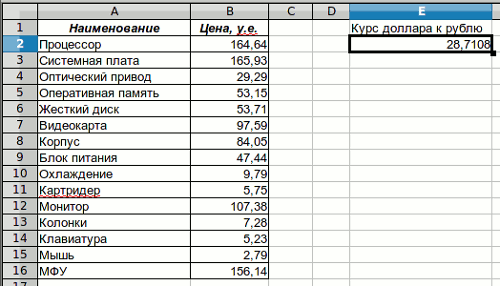 A B C D E
1 Наименование Цена, у.е. Курс доллара к рублю
2 Процессор 164,64 28,7108
3 Системная плата 165,93
4 Оптический привод 29,29
5 Оперативная память 53,15
6 Жесткий диск 53,71
7 Видеокарта 97,59
8 Корпус 84,05
9 Блок питания 47,44
10 Охлаждение 9,79
11 Картридер 5,75
12 Монитор 107,38
13 Колонки 7,28
14 Клавиатура 5,23
15 Мышь 2,79
16 МФУ 156,14
17